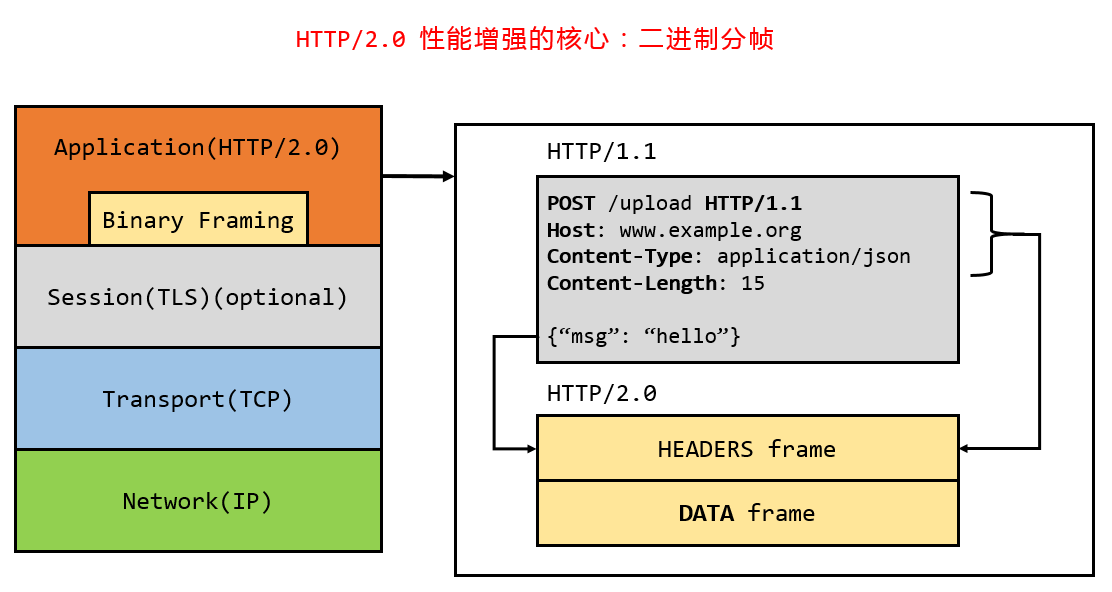 HTTP/2.0 性能增强的核心：二进制分帧
Application(HTTP/2.0)
Binary Framing
Session(TLS)(optional)
Transport(TCP)
Network(IP)
HTTP/1.1
POST /upload HTTP/1.1
Host: www.example.org
Content-Type: application/json
Content-Length: 15
{“msg”: “hello”}
HTTP/2.0
HEADERS frame
DATA frame